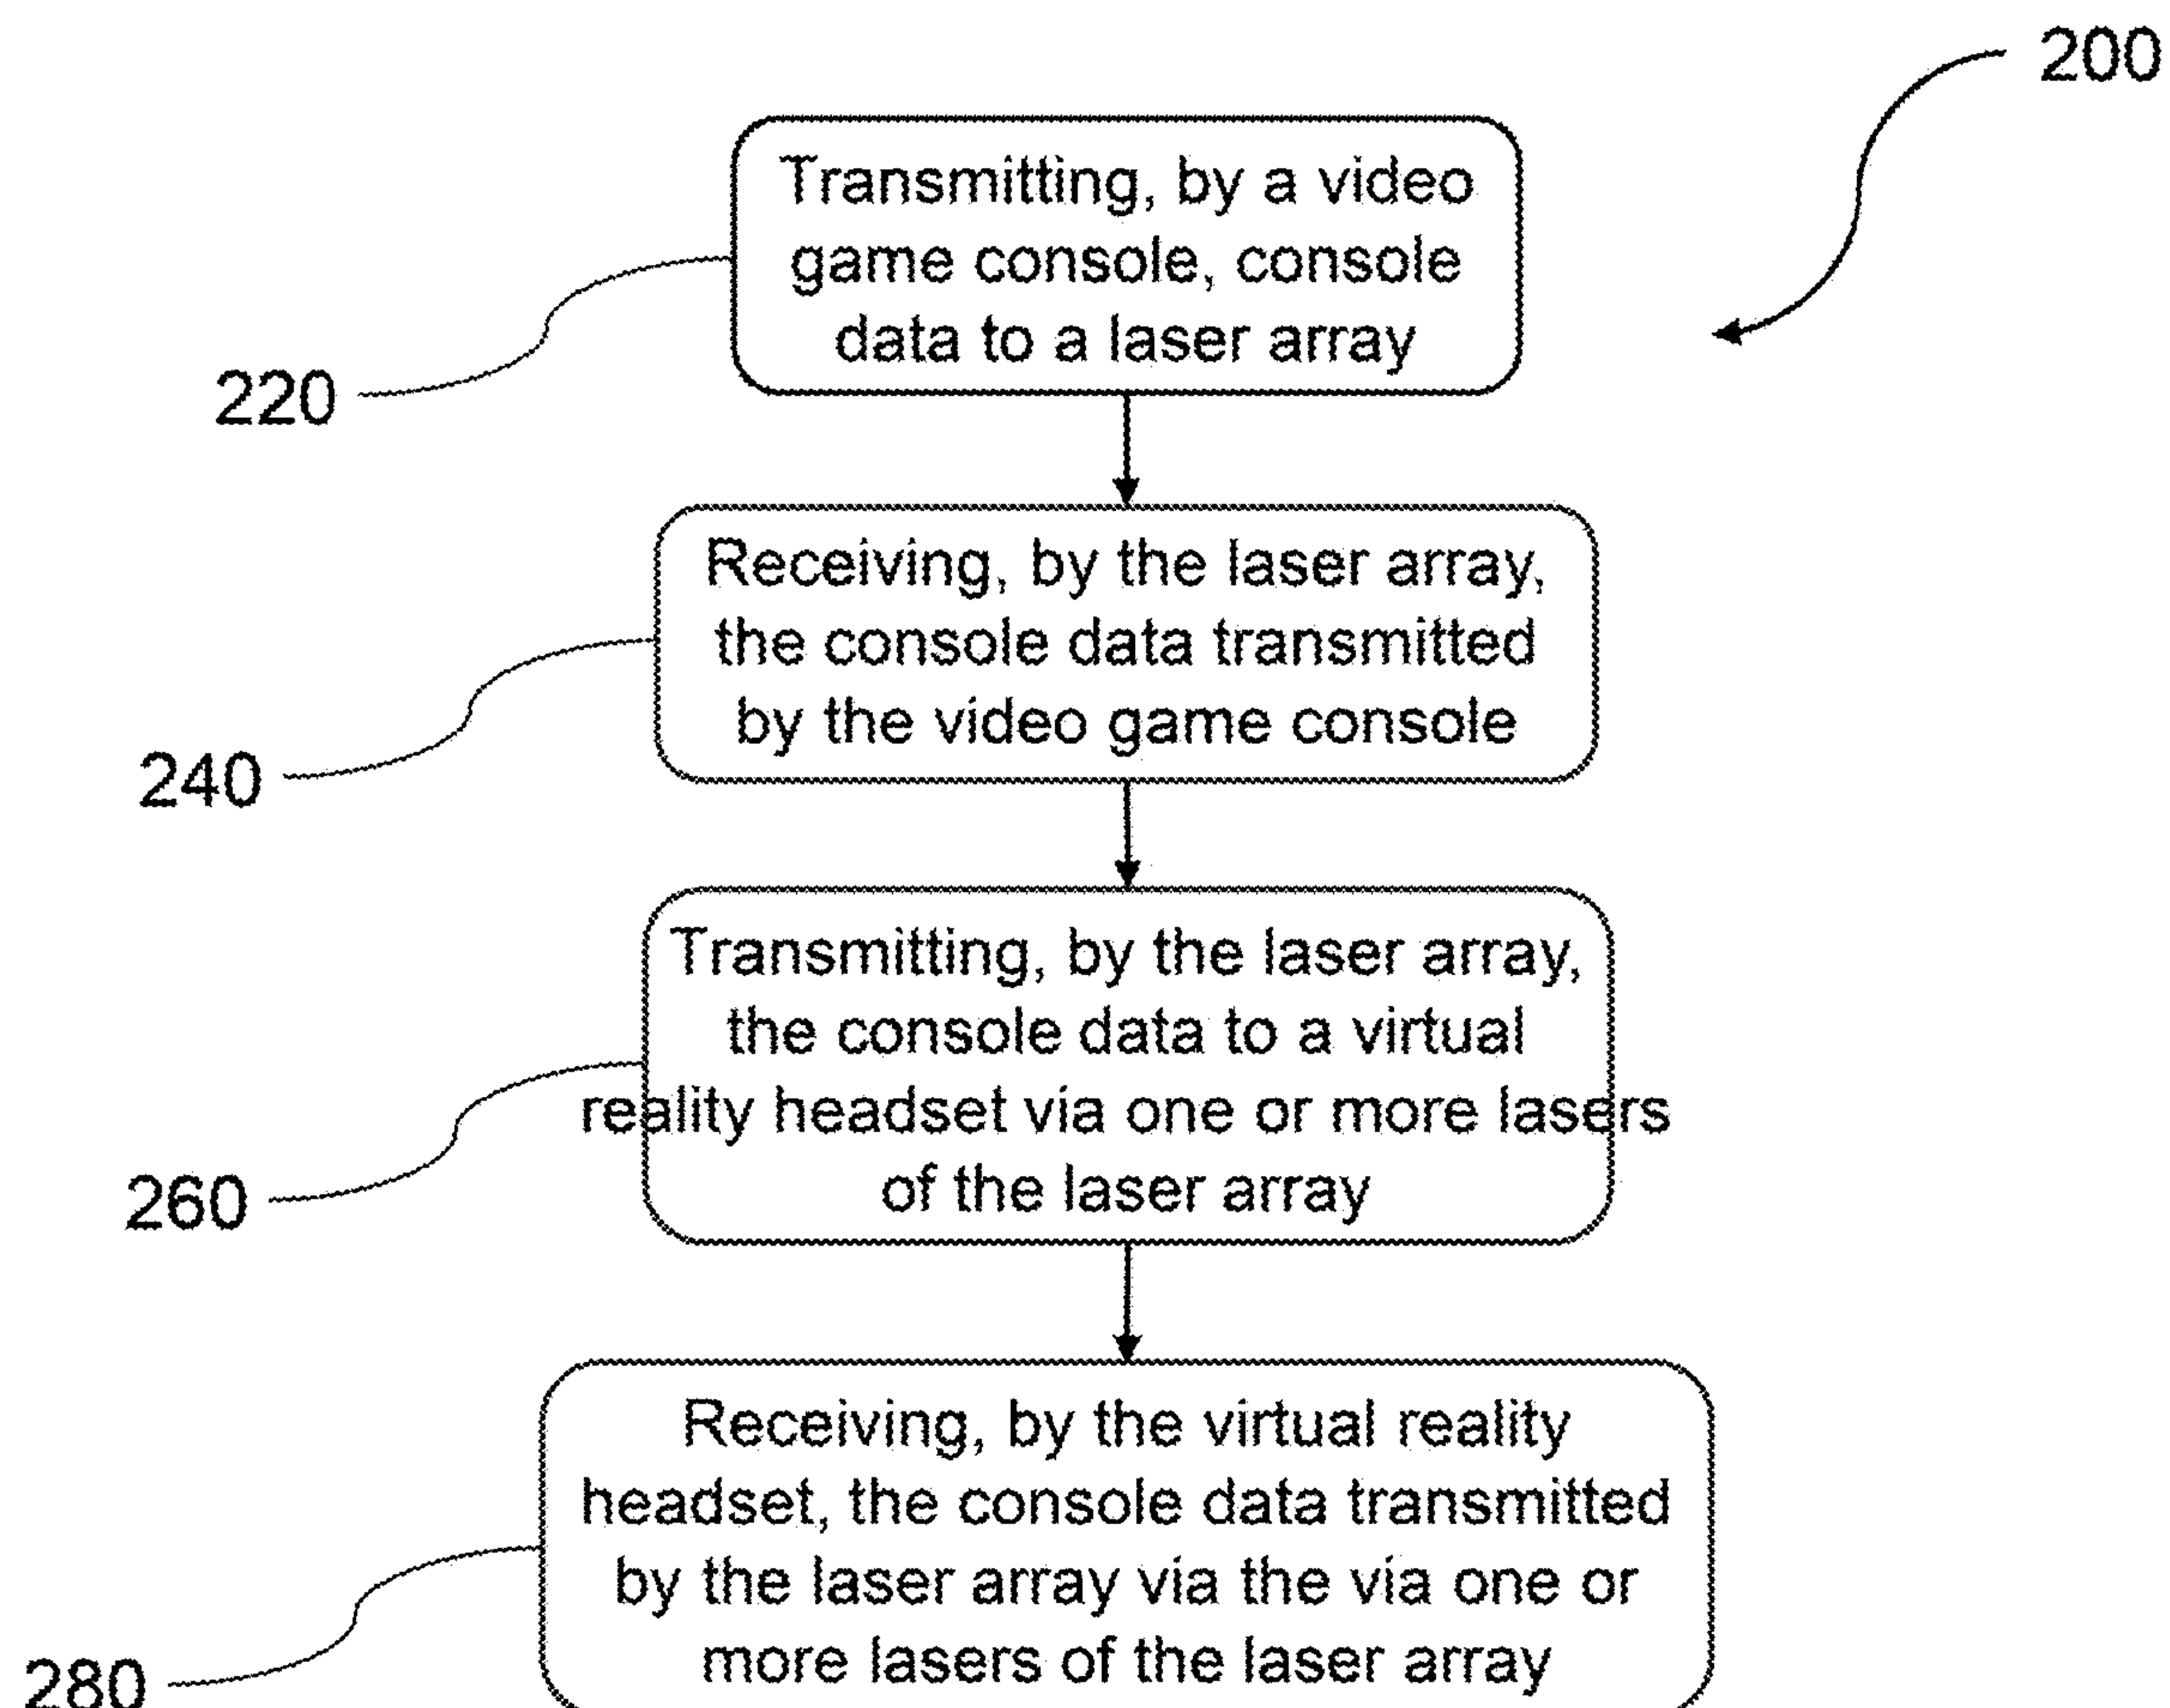 200
Transmitting, by a video
game console, console
data to a laser array
220
Receiving, by the laser array,
the console data transmitted
by the video game console
240
Transmitting, by the laser array,
the console data to a virtual
reality headset via one or more lasers
of the laser array
260
Receiving, by the virtual reality
headset, the console data transmitted
by the laser array via the via one or
more lasers of the laser array
280